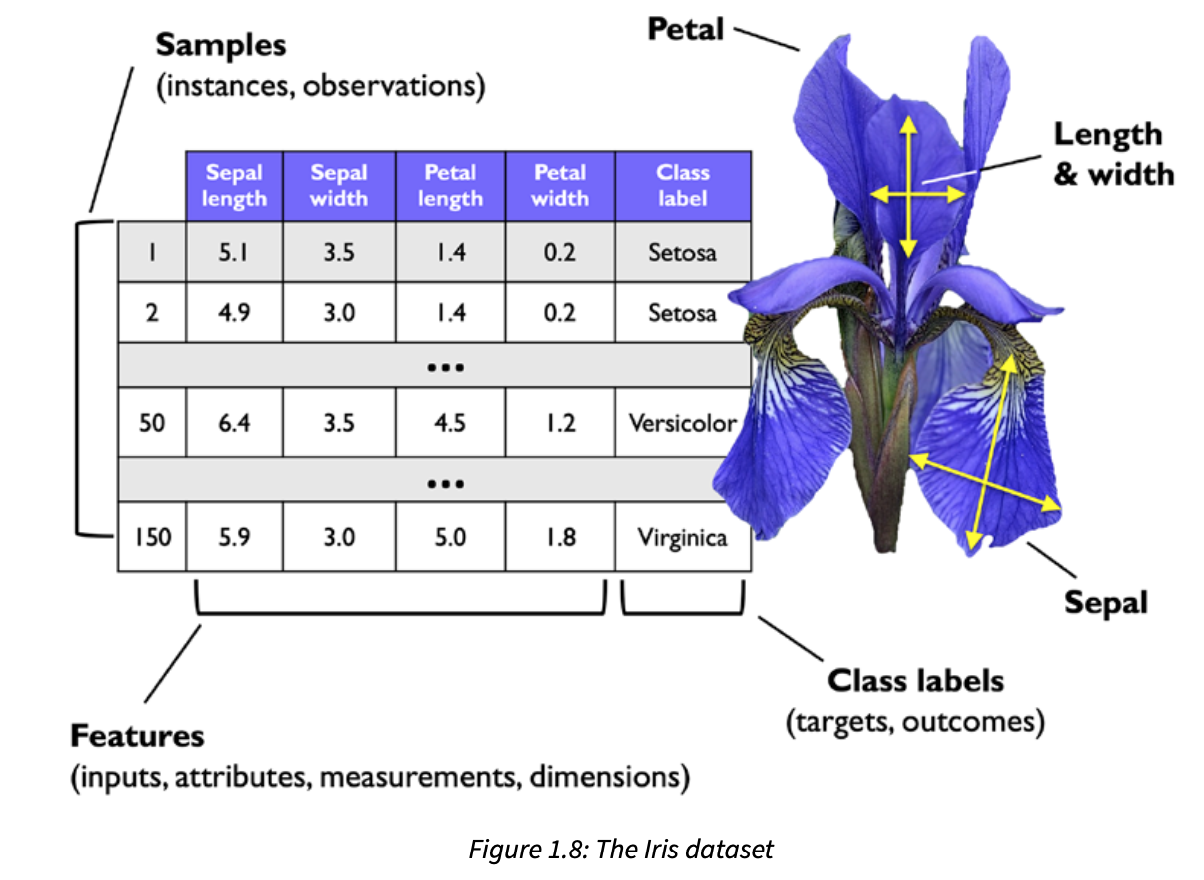 Samples
(instances, observations)
Petal
Length
& width
Sepal length Sepal width Petal length Petal width Class label
1 5.1 3.5 1.4 0.2 Setosa
2 4.9 3.0 1.4 0.2 Setosa
...
50 6.4 3.5 4.5 1.2 Versicolor
...
150 5.9 3.0 5.0 1.8 Virginica
Sepal
Class labels
(targets, outcomes)
Features
(inputs, attributes, measurements, dimensions)
Figure 1.8: The Iris dataset